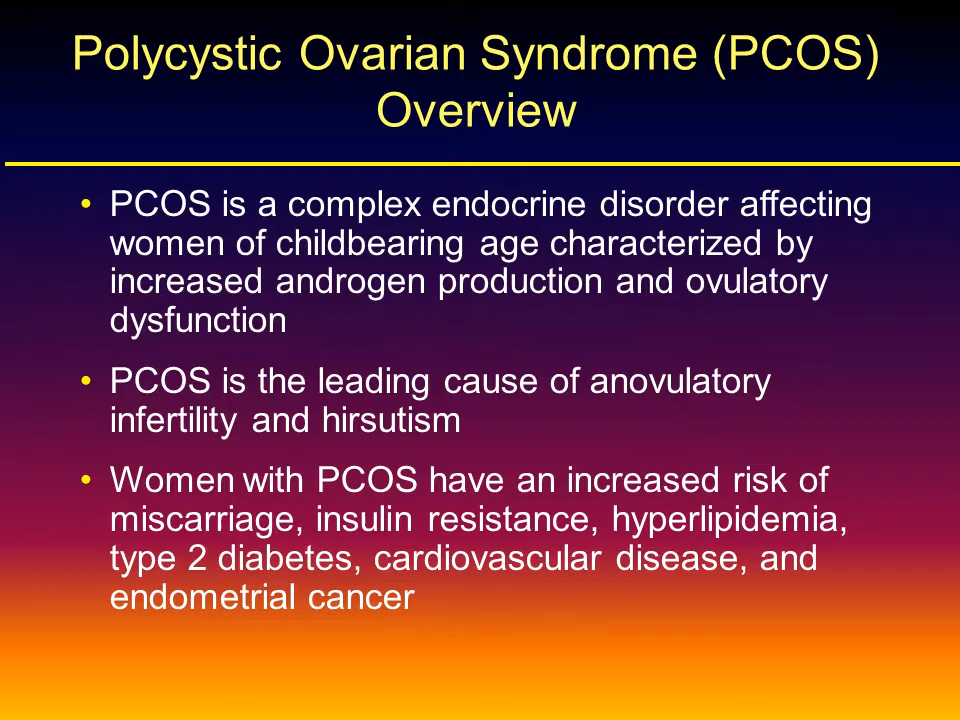 Polycystic Ovarian Syndrome (PCOS)
Overview
• PCOS is a complex endocrine disorder affecting
women of childbearing age characterized by
increased androgen production and ovulatory
dysfunction
• PCOS is the leading cause of anovulatory
infertility and hirsutism
• Women with PCOS have an increased risk of
miscarriage, insulin resistance, hyperlipidemia,
type 2 diabetes, cardiovascular disease, and
endometrial cancer